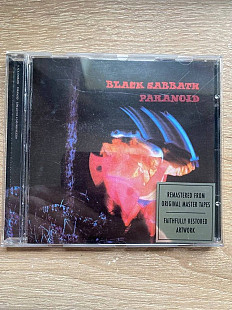 BLACK SABBATH
PARANOID
REMASTERED FROM
ORIGINAL MASTER TAPES
FAITHFULLY RESTORED
ARTWORK